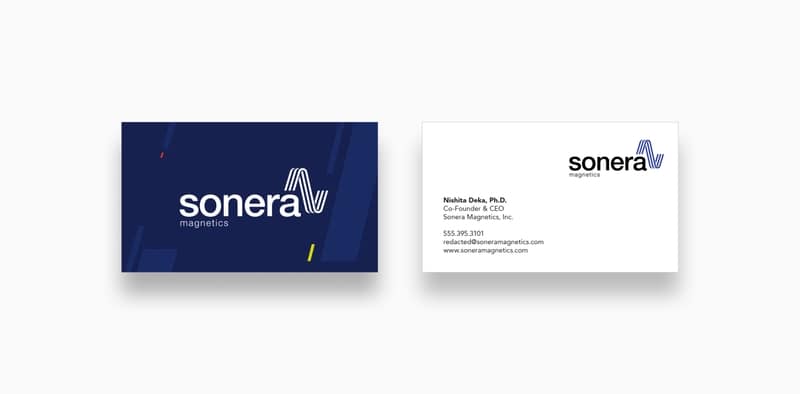 sonera
magnetics
sonera
magnetics
Nishita Deka, Ph.D.
Co-Founder & CEO
Sonera Magnetics, Inc.
555.395.3101
redacted@soneramagnetics.com
www.soneramagnetics.com